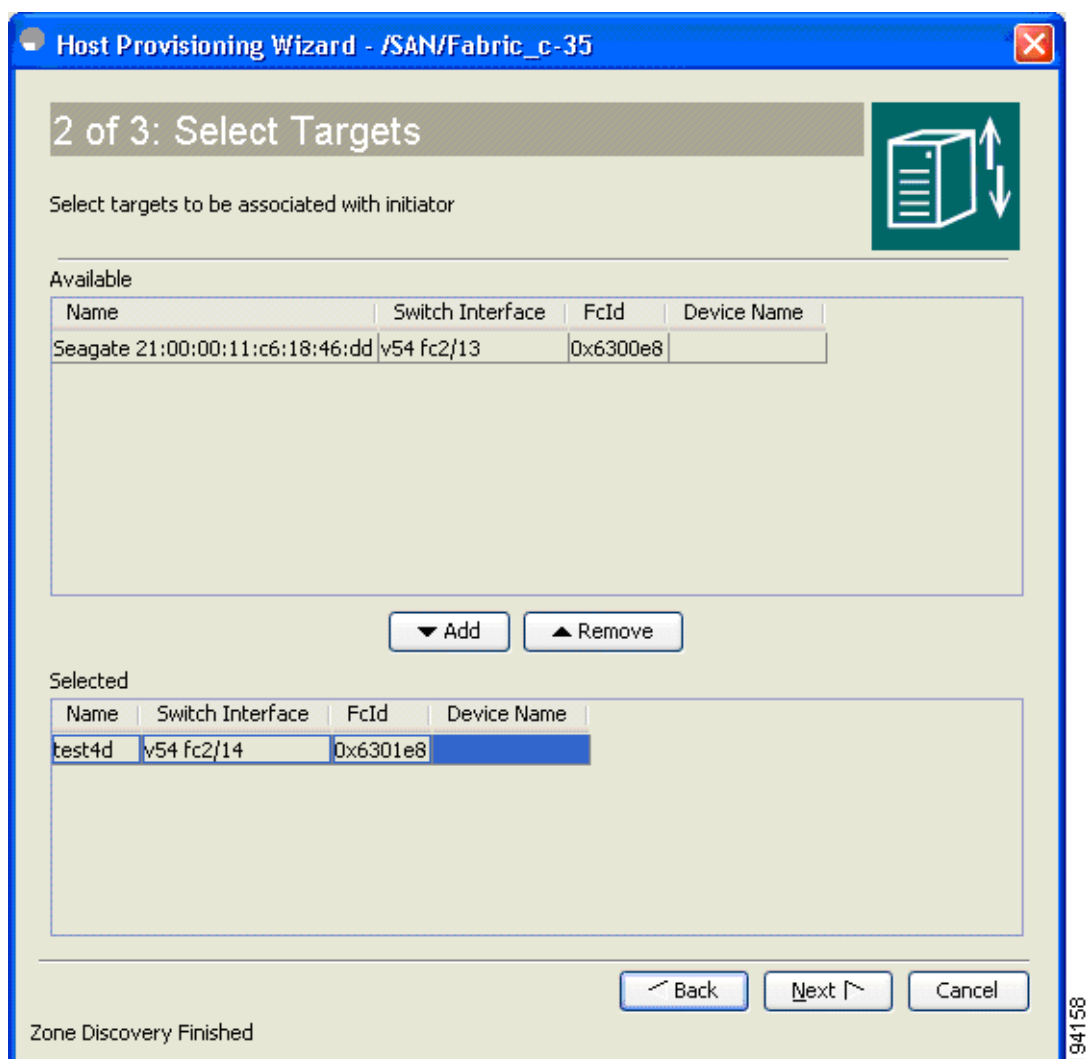 Host Provisioning Wizard - /SAN/Fabric_c-35
2 of 3: Select Targets
Select targets to be associated with initiator
Available
Name Switch Interface FcId Device Name
Seagate 21:00:00:11:c6:18:46:dd v54 fc2/13 0x6300e8
Add Remove
Selected
Name Switch Interface FcId Device Name
test4d v54 fc2/14 0x6301e8
Back Next Cancel
Zone Discovery Finished
94158